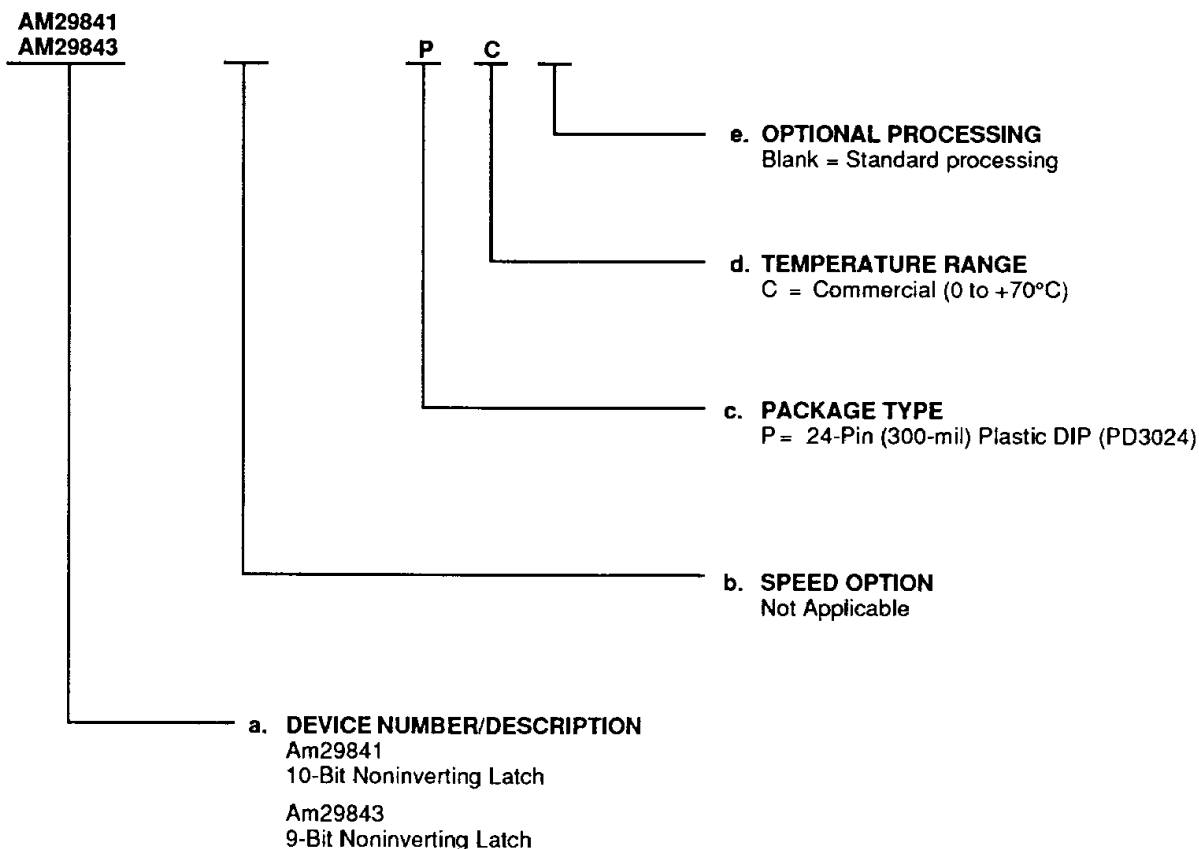 AM29841
AM29843
P C
e. OPTIONAL PROCESSING
Blank = Standard processing
d. TEMPERATURE RANGE
C = Commercial (0 to +70°C)
c. PACKAGE TYPE
P = 24-Pin (300-mil) Plastic DIP (PD3024)
b. SPEED OPTION
Not Applicable
a. DEVICE NUMBER/DESCRIPTION
Am29841
10-Bit Noninverting Latch
Am29843
9-Bit Noninverting Latch